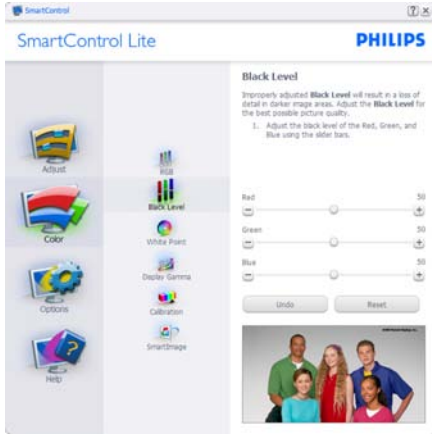 SmartControl
SmartControl Lite
PHILIPS
Adjust
Color
Options
Help
RGB
Black Level
White Point
Display Gamma
Calibration
SmartImage
Black Level
Improperly adjusted Black Level will result in a loss of
detail in darker image areas. Adjust the Black Level for
the best possible picture quality.
1. Adjust the black level of the Red, Green, and
Blue using the slider bars.
Red 50
Green 50
Blue 50
Undo Reset